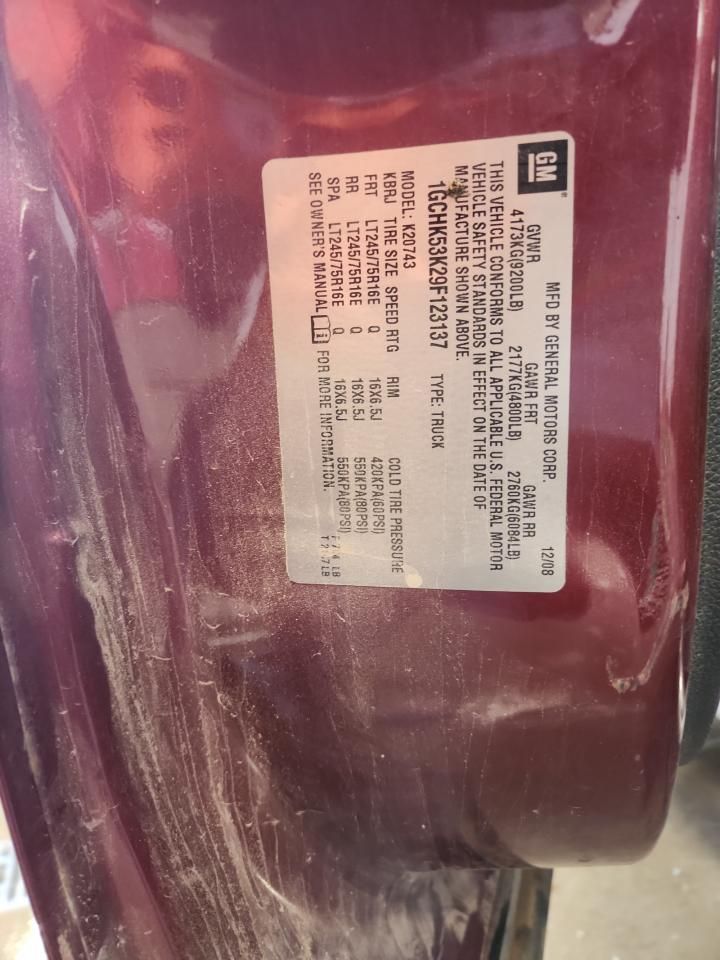 GM®
MFD BY GENERAL MOTORS CORP. 12/08
GVWR GAWR FRT GAWR RR
4173KG(9200LB) 2177KG(4800LB) 2760KG(6084LB)
THIS VEHICLE CONFORMS TO ALL APPLICABLE U.S. FEDERAL MOTOR
VEHICLE SAFETY STANDARDS IN EFFECT ON THE DATE OF
MANUFACTURE SHOWN ABOVE.
1GCHK53K29F123137 TYPE: TRUCK
MODEL: K20743
KBRJ TIRE SIZE SPEED RTG RIM COLD TIRE PRESSURE
FRT LT245/75R16E Q 16X6.5J 420KPA(60PSI)
RR LT245/75R16E Q 16X6.5J 550KPA(80PSI)
SPA LT245/75R16E Q 16X6.5J 550KPA(80PSI)
SEE OWNER'S MANUAL FOR MORE INFORMATION.